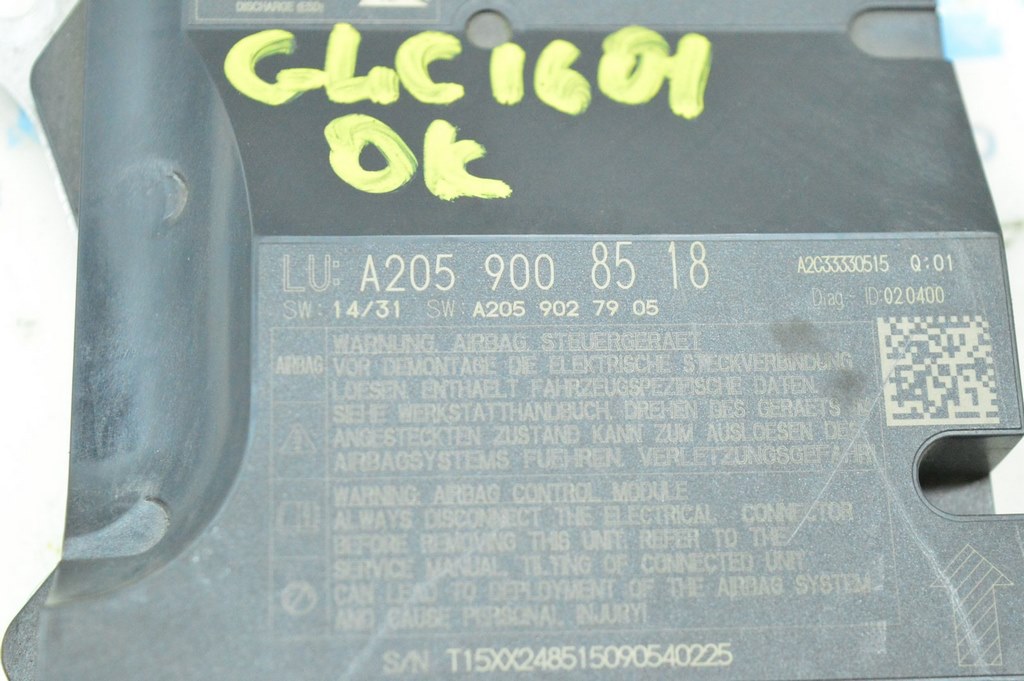 DISCHARGE (ESD)
GLC 1601
OK
LU: A205 900 85 18
A2C33330515 Q:01
SW: 14/31 SW: A205 902 79 05
Diag - ID:020400
AIRBAG
WARNUNG, AIRBAG STEUERGERAET
VOR DEMONTAGE DIE ELEKTRISCHE STECKVERBINDUNG
LOESEN. ENTHAELT FAHRZEUGSPEZIFISCHE DATEN.
SIEHE WERKSTATTHANDBUCH. DREHEN DES GERAETS IM
ANGESTECKTEN ZUSTAND KANN ZUM AUSLOESEN DES
AIRBAGSYSTEMS FUEHREN. VERLETZUNGSGEFAHR
WARNING, AIRBAG CONTROL MODULE
ALWAYS DISCONNECT THE ELECTRICAL CONNECTOR
BEFORE REMOVING THIS UNIT. REFER TO THE
SERVICE MANUAL. TILTING OF CONNECTED UNIT
CAN LEAD TO DEPLOYMENT OF THE AIRBAG SYSTEM
AND CAUSE PERSONAL INJURY!
S/N T15XX248515090540225